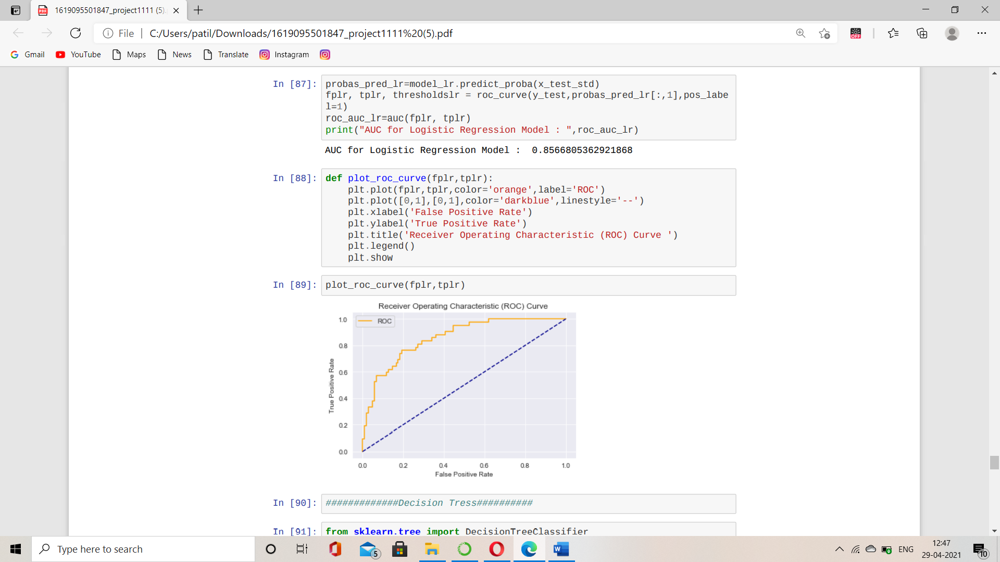 1619095501847_project1111 (5).
File | C:/Users/patil/Downloads/1619095501847_project1111%20(5).pdf
OFF
Gmail YouTube Maps News Translate Instagram
In [87]: probas_pred_lr=model_lr.predict_proba(x_test_std)
fplr, tplr, thresholdslr = roc_curve(y_test,probas_pred_lr[:,1],pos_labe
l=1)
roc_auc_lr=auc(fplr, tplr)
print("AUC for Logistic Regression Model : ",roc_auc_lr)
AUC for Logistic Regression Model :  0.8566805362921868
In [88]: def plot_roc_curve(fplr,tplr):
    plt.plot(fplr,tplr,color='orange',label='ROC')
    plt.plot([0,1],[0,1],color='darkblue',linestyle='--')
    plt.xlabel('False Positive Rate')
    plt.ylabel('True Positive Rate')
    plt.title('Receiver Operating Characteristic (ROC) Curve ')
    plt.legend()
    plt.show
In [89]: plot_roc_curve(fplr,tplr)
Receiver Operating Characteristic (ROC) Curve
ROC
1.0
0.8
0.6
0.4
0.2
0.0
True Positive Rate
0.0 0.2 0.4 0.6 0.8 1.0
False Positive Rate
In [90]: #############Decision Tress##########
In [91]: from sklearn.tree import DecisionTreeClassifier
Type here to search
5
W
ENG
12:47
29-04-2021
10